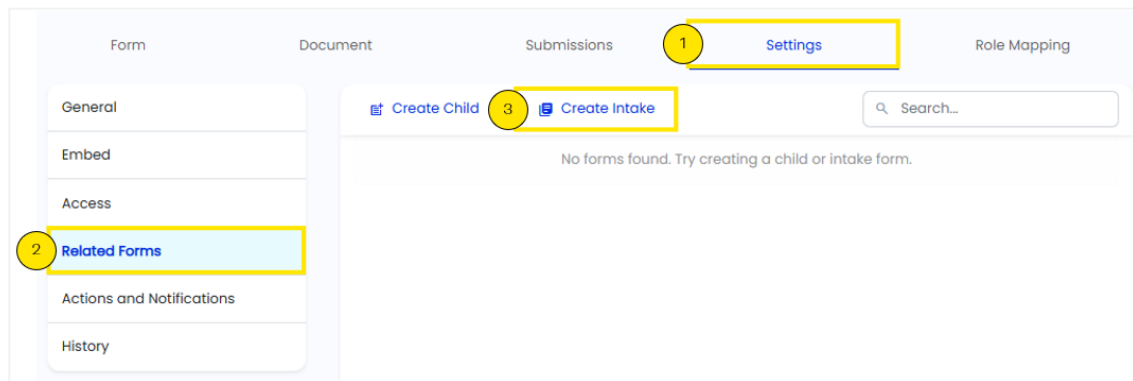 Form Document Submissions 1 Settings Role Mapping
General
Create Child 3 Create Intake Search...
Embed
No forms found. Try creating a child or intake form.
Access
2 Related Forms
Actions and Notifications
History